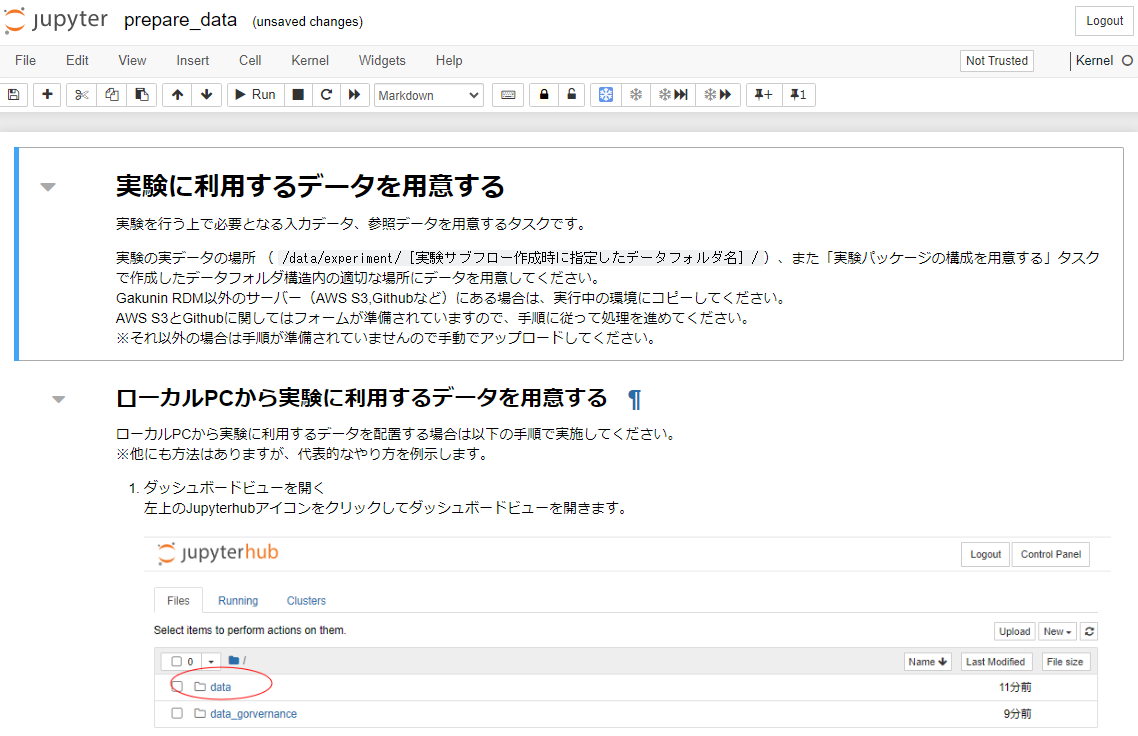 jupyter prepare_data (unsaved changes) Logout
File Edit View Insert Cell Kernel Widgets Help Not Trusted Kernel
Run Markdown
実験に利用するデータを用意する
実験を行う上で必要となる入力データ、参照データを用意するタスクです。
実験の実データの場所 （ /data/experiment/［実験サブフロー作成時に指定したデータフォルダ名］/ ）、また「実験パッケージの構成を用意する」タスク
で作成したデータフォルダ構造内の適切な場所にデータを用意してください。
Gakunin RDM以外のサーバー（AWS S3,Githubなど）にある場合は、実行中の環境にコピーしてください。
AWS S3とGithubに関してはフォームが準備されていますので、手順に従って処理を進めてください。
※それ以外の場合は手順が準備されていませんので手動でアップロードしてください。
ローカルPCから実験に利用するデータを用意する ¶
ローカルPCから実験に利用するデータを配置する場合は以下の手順で実施してください。
※他にも方法はありますが、代表的なやり方を例示します。
1. ダッシュボードビューを開く
左上のJupyterhubアイコンをクリックしてダッシュボードビューを開きます。
jupyterhub Logout Control Panel
Files Running Clusters
Select items to perform actions on them. Upload New
0 / Name Last Modified File size
data 11分前
data_gorvernance 9分前